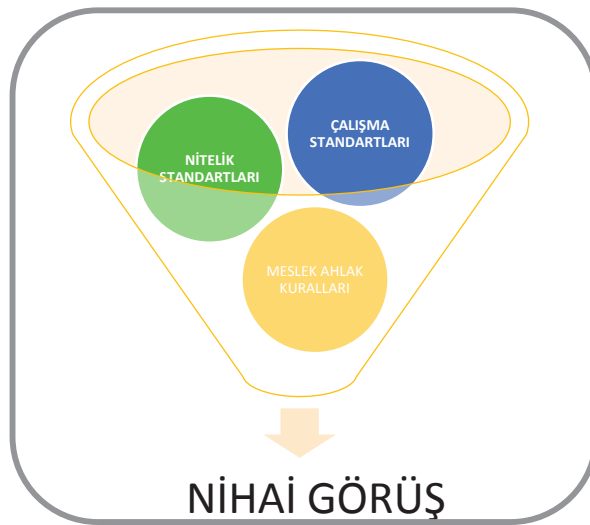 ÇALIŞMA
STANDARTLARI
NİTELİK
STANDARTLARI
MESLEK AHLAK
KURALLARI
NİHAİ GÖRÜŞ